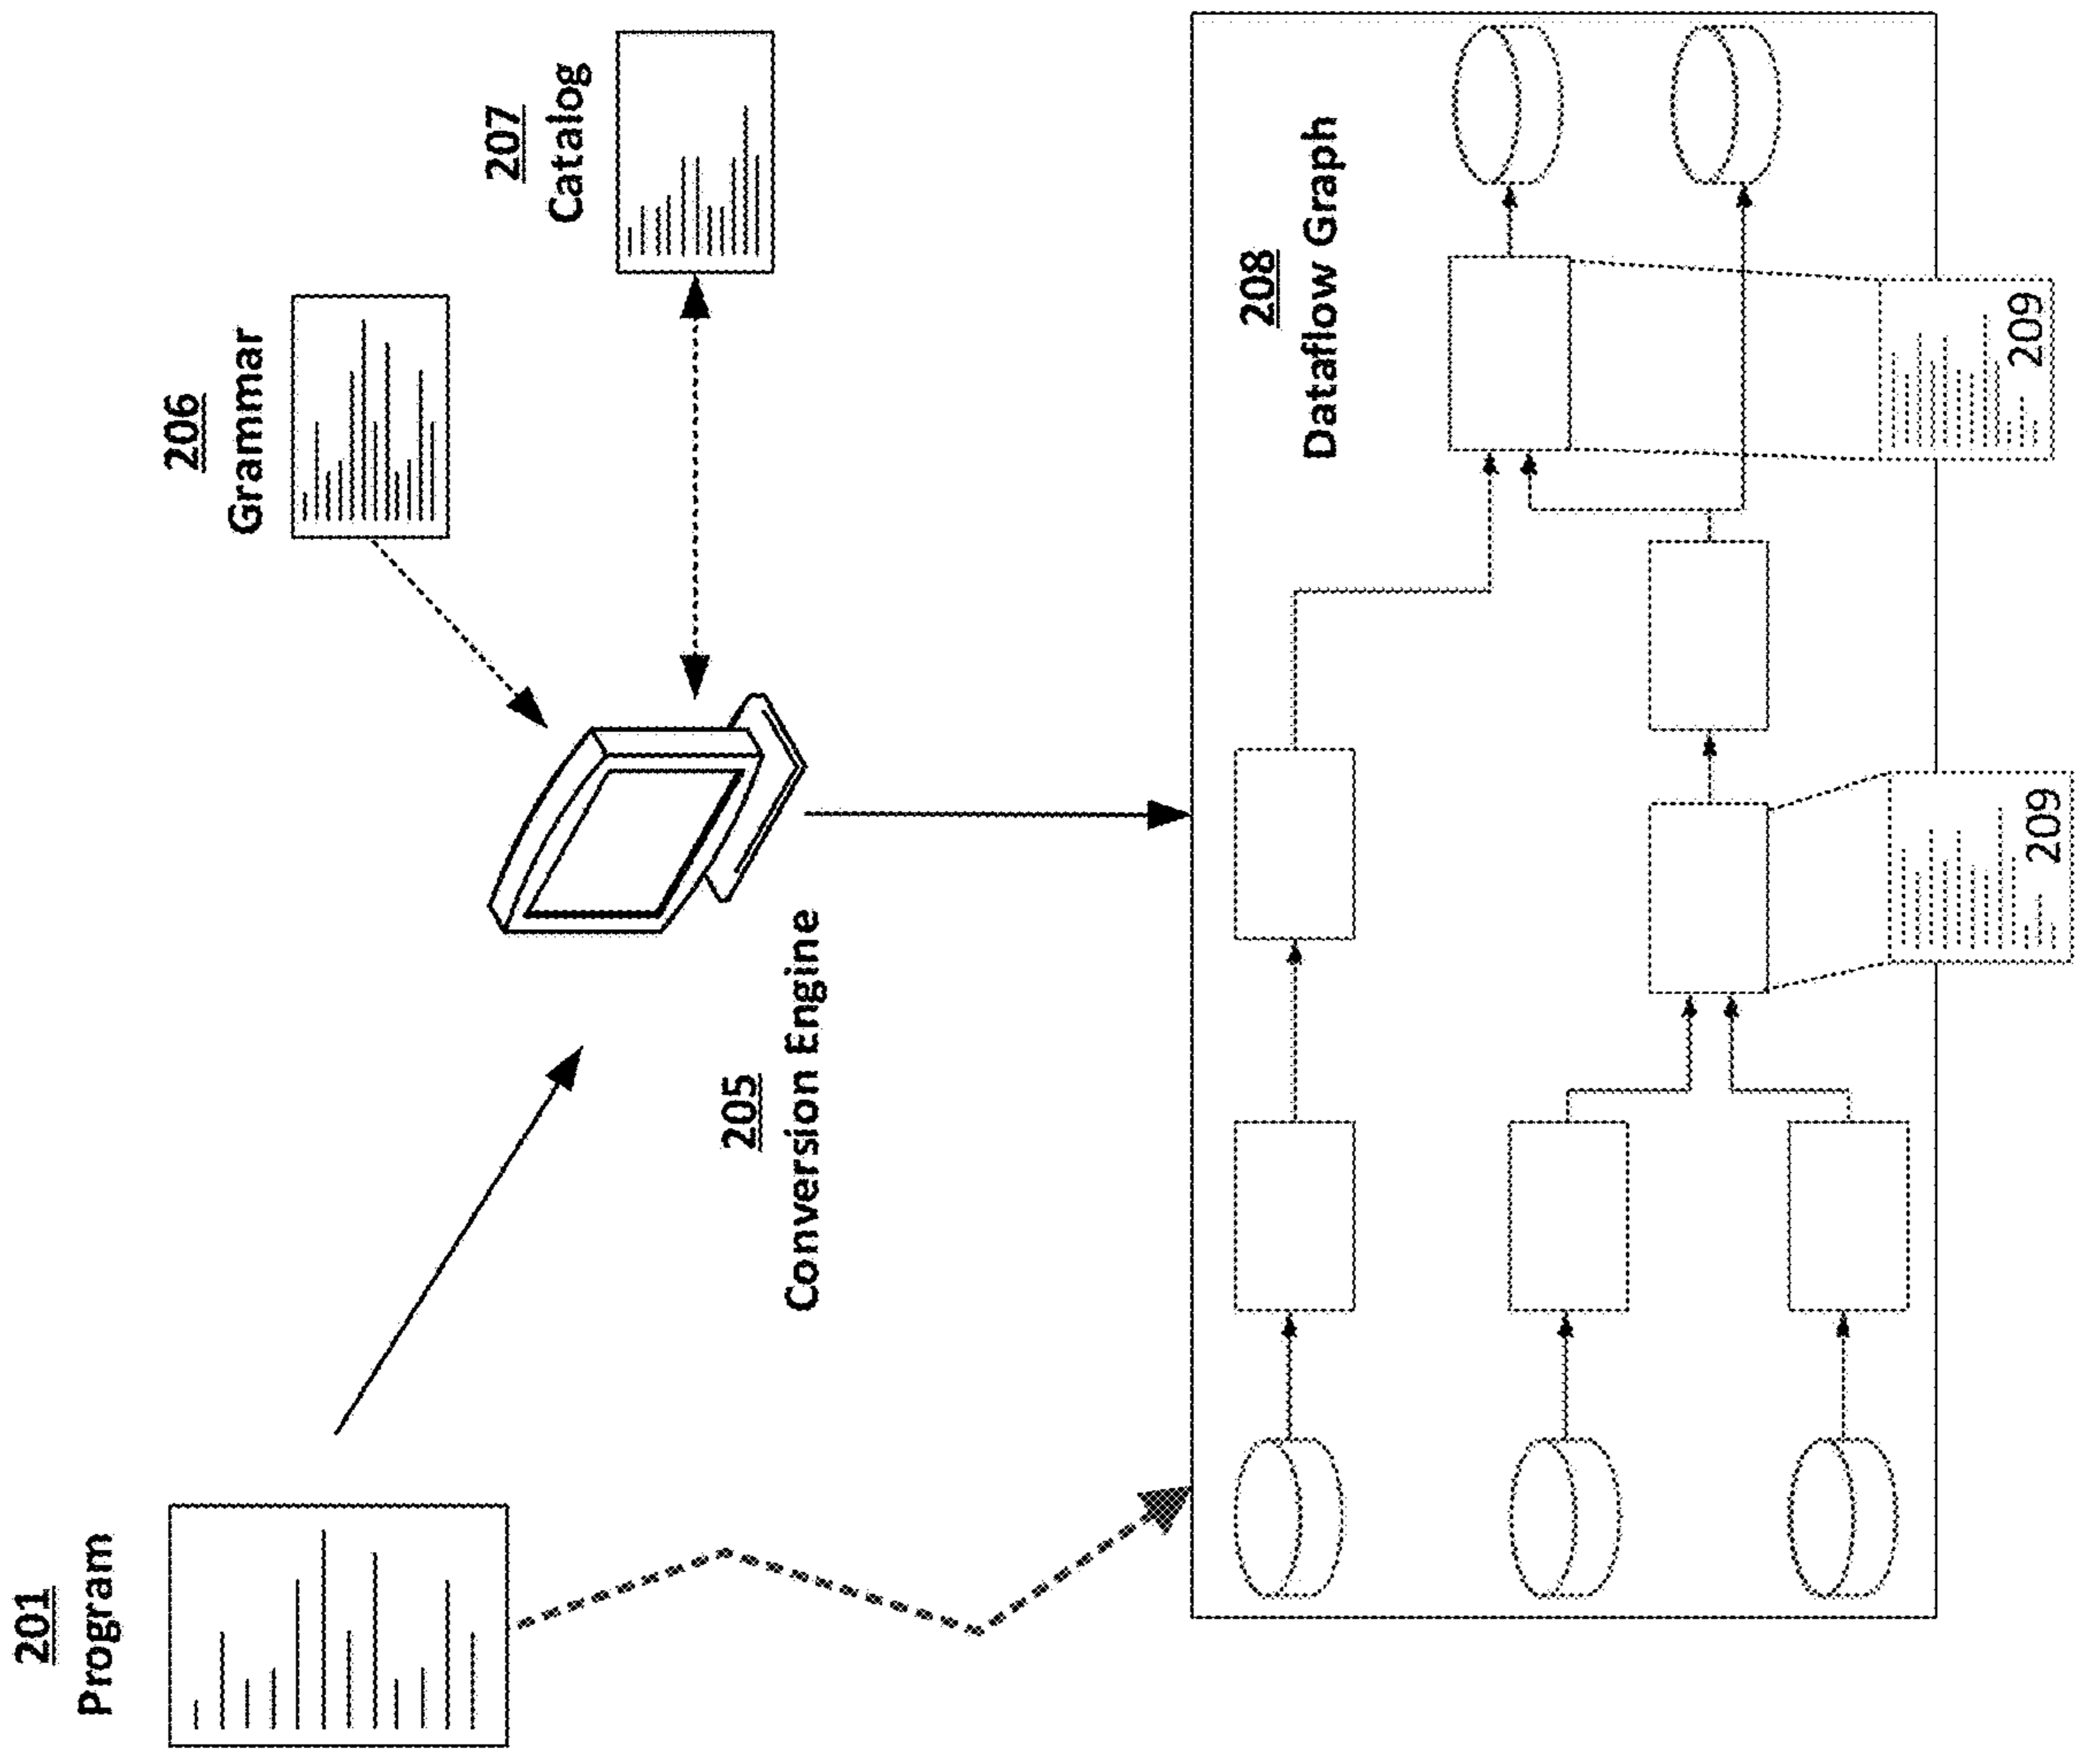 201
Program
205
Conversion Engine
206
Grammar
207
Catalog
208
Dataflow Graph
209
209